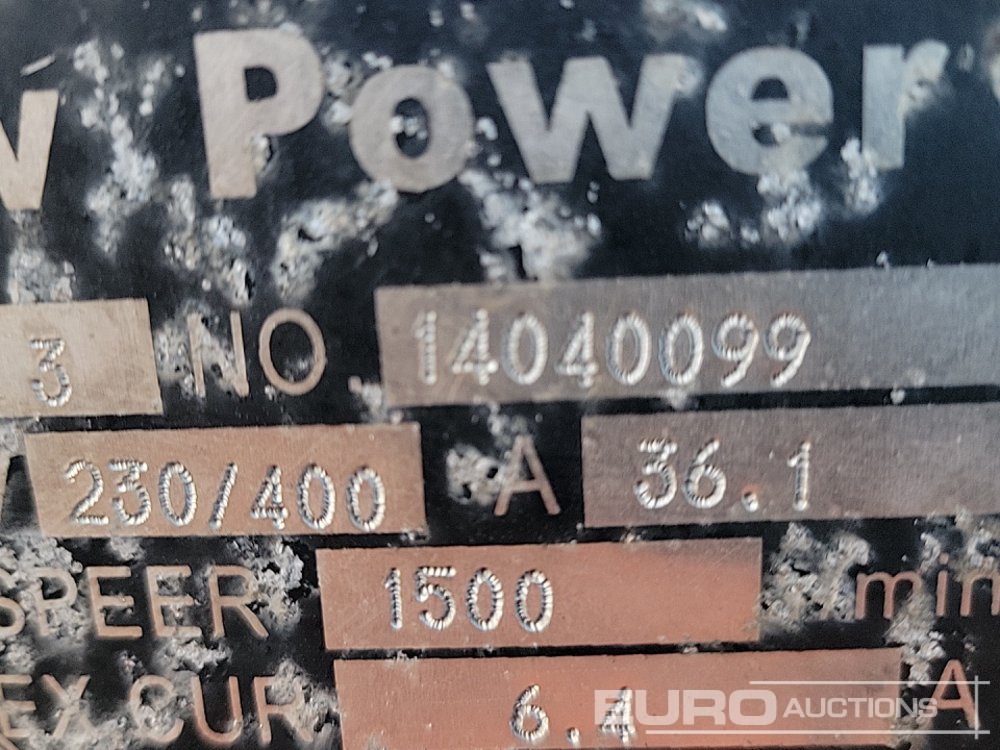 w Power
3 NO 14040099
V 230/400 A 36.1
SPEER 1500 min
EX CUR 6.4 A
EURO AUCTIONS